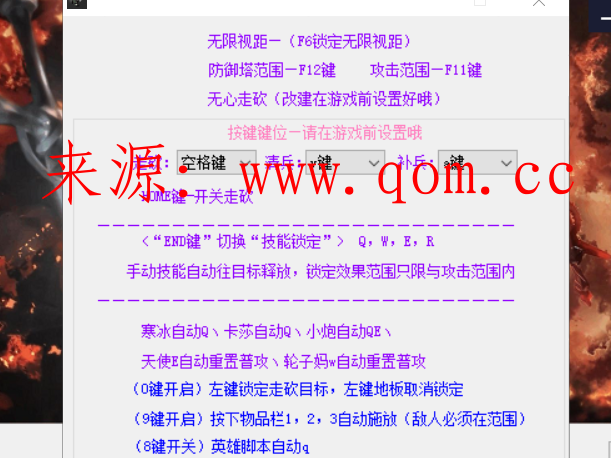 无限视距—（F6锁定无限视距）
防御塔范围—F12键 攻击范围—F11键
无心走砍（改建在游戏前设置好哦）
按键键位—请在游戏前设置哦
走砍: 空格键 清兵: v键 补兵: a键
来源: www.qom.cc
HOME键—开关走砍
<“END键”切换“技能锁定”> Q, W, E, R
手动技能自动往目标释放，锁定效果范围只限与攻击范围内
寒冰自动Q、卡莎自动Q、小炮自动QE、
天使E自动重置普攻、轮子妈w自动重置普攻
（0键开启）左键锁定走砍目标，左键地板取消锁定
（9键开启）按下物品栏1，2，3自动施放（敌人必须在范围）
（8键开关）英雄脚本自动q